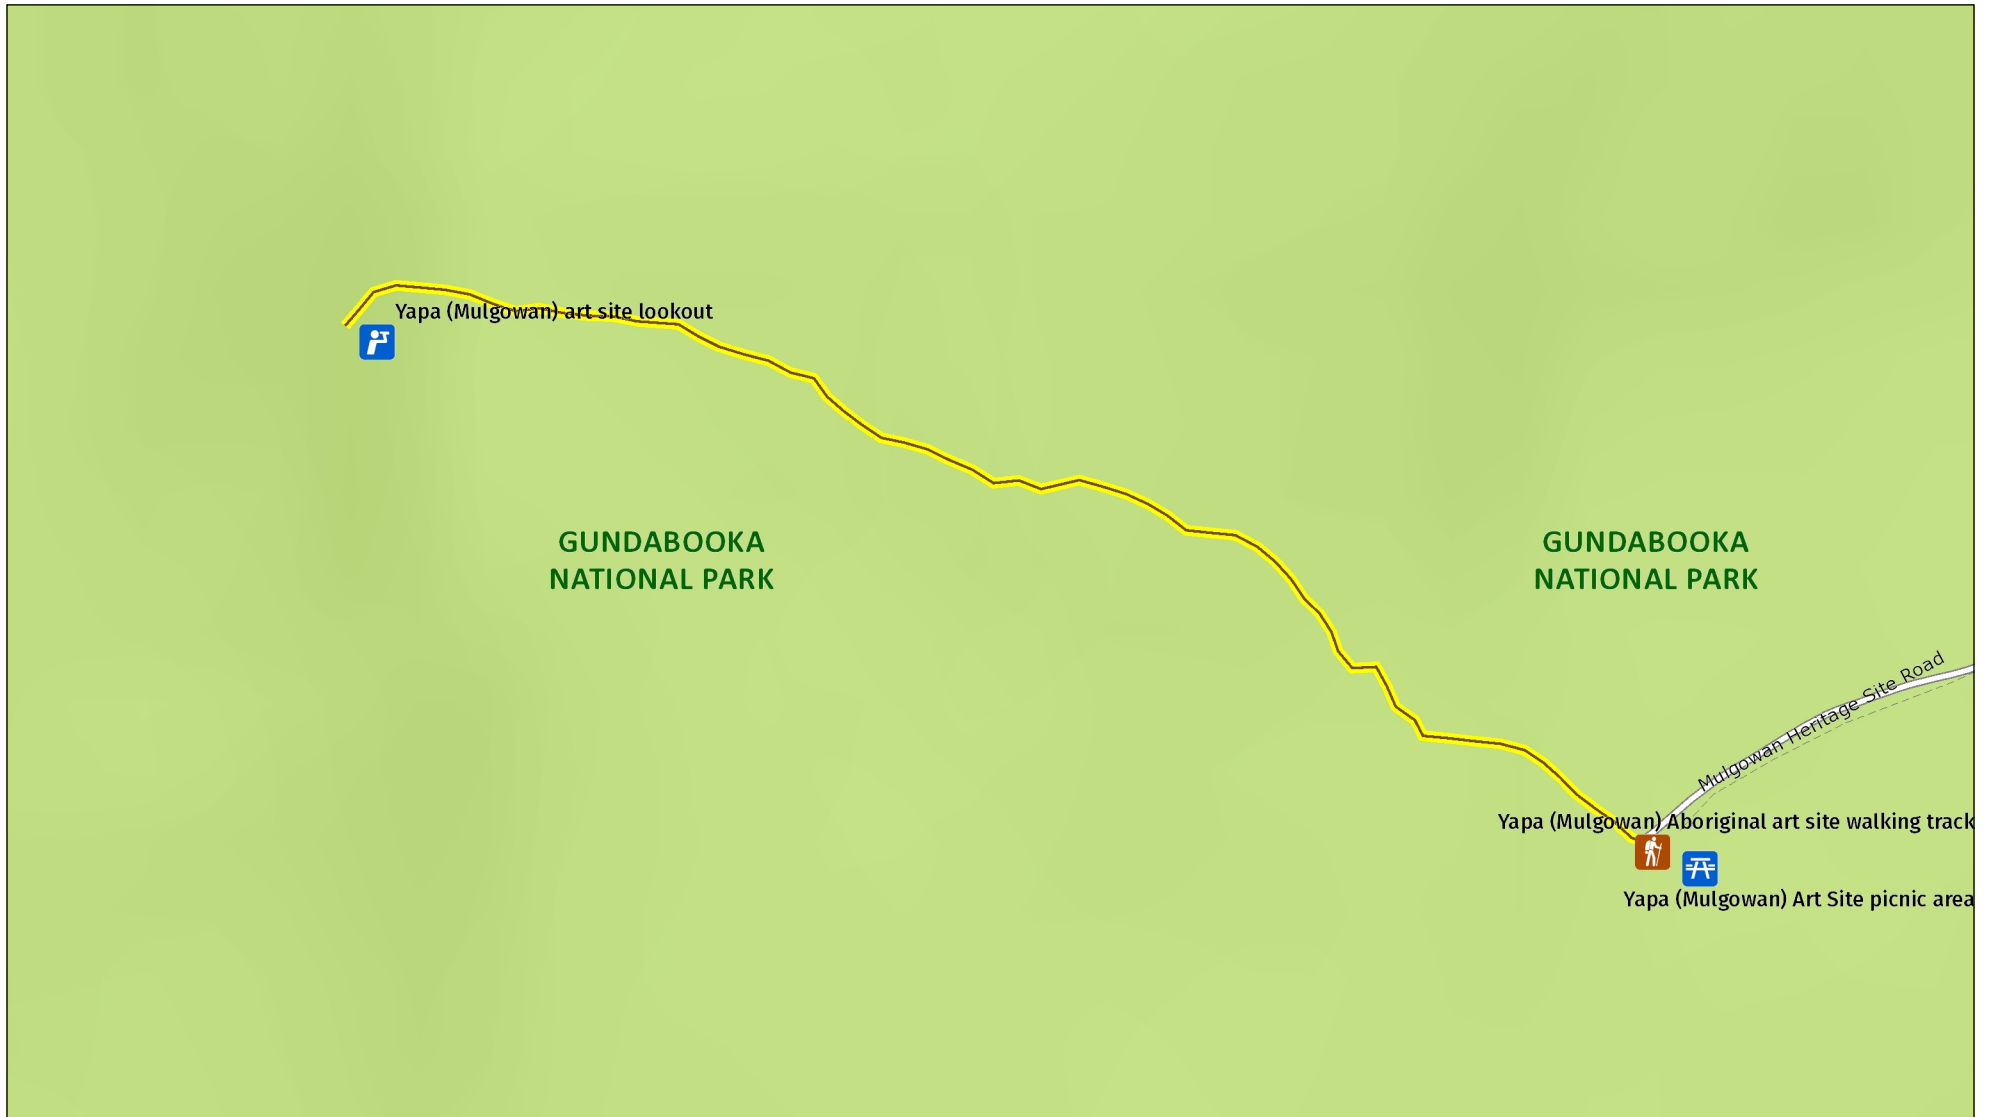 Yapa (Mulgowan) art site lookout
GUNDABOOKA
NATIONAL PARK
GUNDABOOKA
NATIONAL PARK
Mulgowan Heritage Site Road
Yapa (Mulgowan) Aboriginal art site walking track
Yapa (Mulgowan) Art Site picnic area